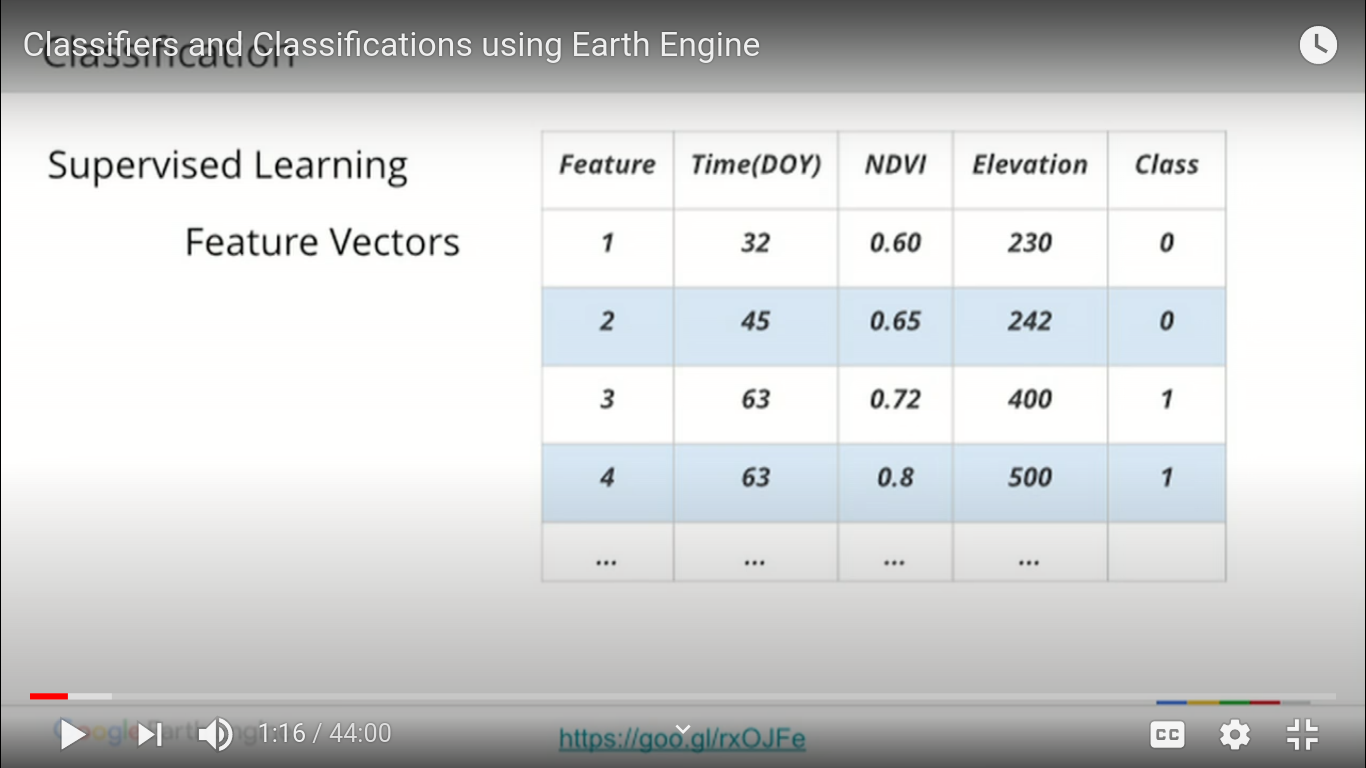 Classifiers and Classifications using Earth Engine
Classification
Supervised Learning
Feature Vectors
Feature Time(DOY) NDVI Elevation Class
1 32 0.60 230 0
2 45 0.65 242 0
3 63 0.72 400 1
4 63 0.8 500 1
... ... ... ...
Google Earth Engine
1:16 / 44:00
https://goo.gl/rxOJFe
CC